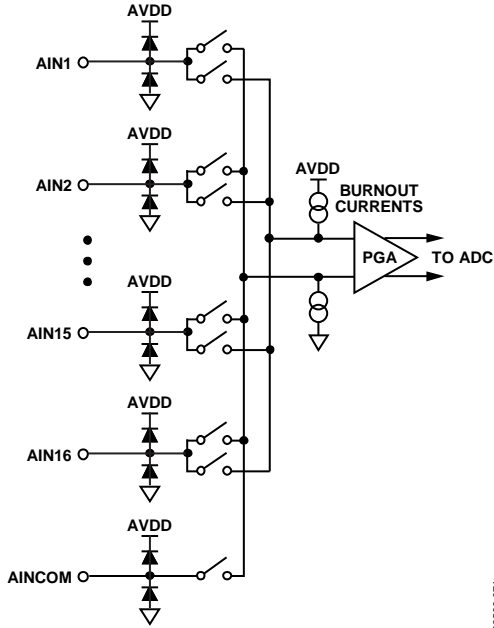 AVDD
AIN1
AVDD
AIN2
AVDD
BURNOUT
CURRENTS
PGA
TO ADC
AVDD
AIN15
AVDD
AIN16
AVDD
AINCOM